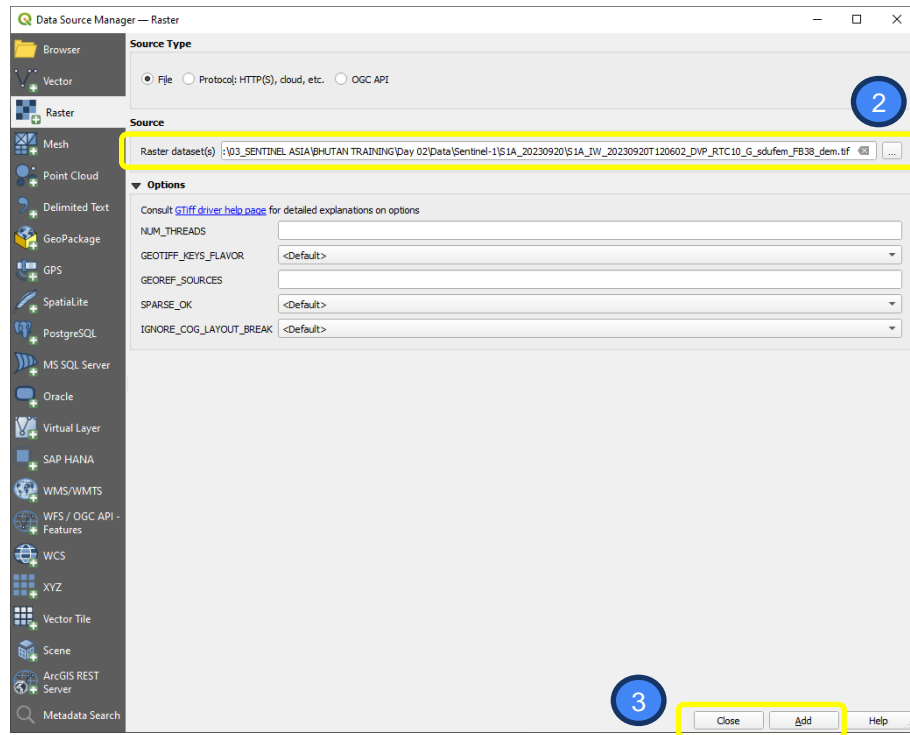 Data Source Manager — Raster
Browser
Vector
Raster
Mesh
Point Cloud
Delimited Text
GeoPackage
GPS
SpatiaLite
PostgreSQL
MS SQL Server
Oracle
Virtual Layer
SAP HANA
WMS/WMTS
WFS / OGC API -
Features
WCS
XYZ
Vector Tile
Scene
ArcGIS REST
Server
Metadata Search
Source Type
File Protocol: HTTP(S), cloud, etc. OGC API
2
Source
Raster dataset(s) :\03_SENTINEL ASIA\BHUTAN TRAINING\Day 02\Data\Sentinel-1\S1A_20230920\S1A_IW_20230920T120602_DVP_RTC10_G_sdufem_FB38_dem.tif ...
Options
Consult GTiff driver help page for detailed explanations on options
NUM_THREADS
GEOTIFF_KEYS_FLAVOR <Default>
GEOREF_SOURCES
SPARSE_OK <Default>
IGNORE_COG_LAYOUT_BREAK <Default>
3
Close Add Help